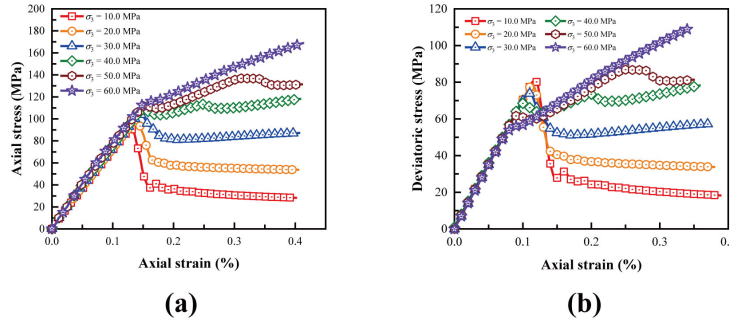 200
180
160
140
120
100
80
60
40
20
0
Axial stress (MPa)
σ₃ = 10.0 MPa
σ₃ = 20.0 MPa
σ₃ = 30.0 MPa
σ₃ = 40.0 MPa
σ₃ = 50.0 MPa
σ₃ = 60.0 MPa
0.0 0.1 0.2 0.3 0.4
Axial strain (%)
(a)
120
100
80
60
40
20
0
Deviatoric stress (MPa)
σ₃ = 10.0 MPa σ₃ = 40.0 MPa
σ₃ = 20.0 MPa σ₃ = 50.0 MPa
σ₃ = 30.0 MPa σ₃ = 60.0 MPa
0.0 0.1 0.2 0.3
Axial strain (%)
(b)